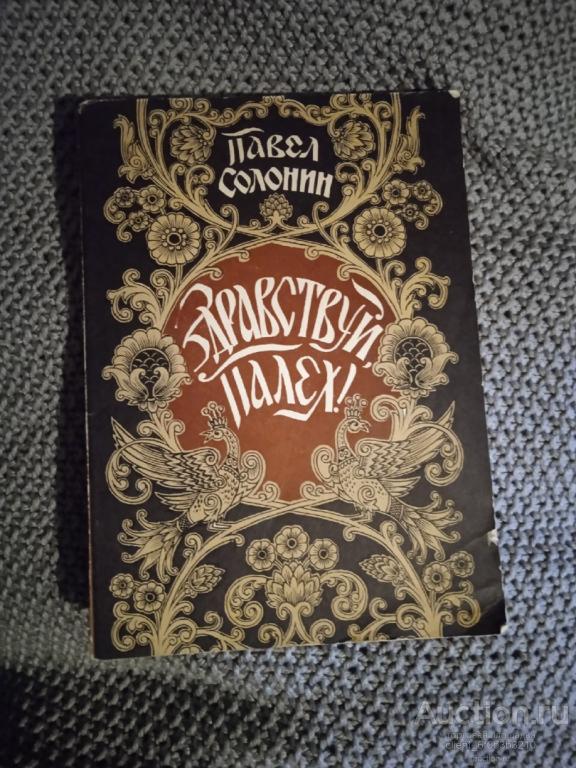 Павел
Солонин
Здравствуй,
Палех!
Auction.ru